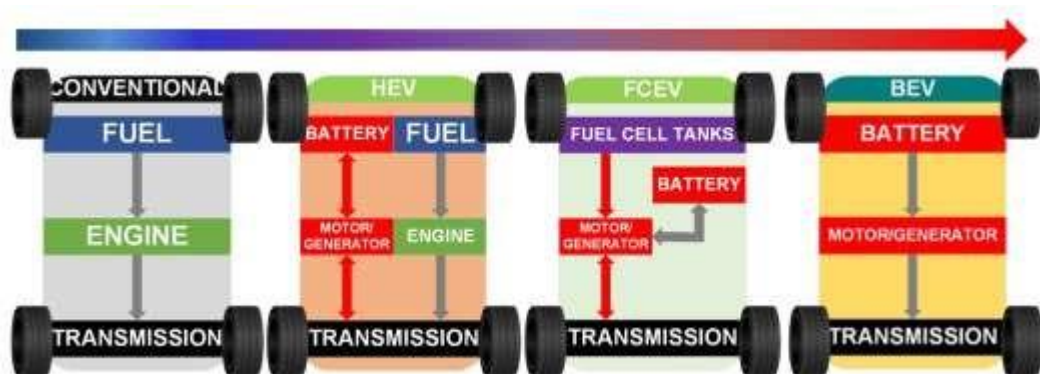 CONVENTIONAL
FUEL
ENGINE
TRANSMISSION
HEV
BATTERY FUEL
MOTOR/
GENERATOR
ENGINE
TRANSMISSION
FCEV
FUEL CELL TANKS
BATTERY
MOTOR/
GENERATOR
TRANSMISSION
BEV
BATTERY
MOTOR/GENERATOR
TRANSMISSION